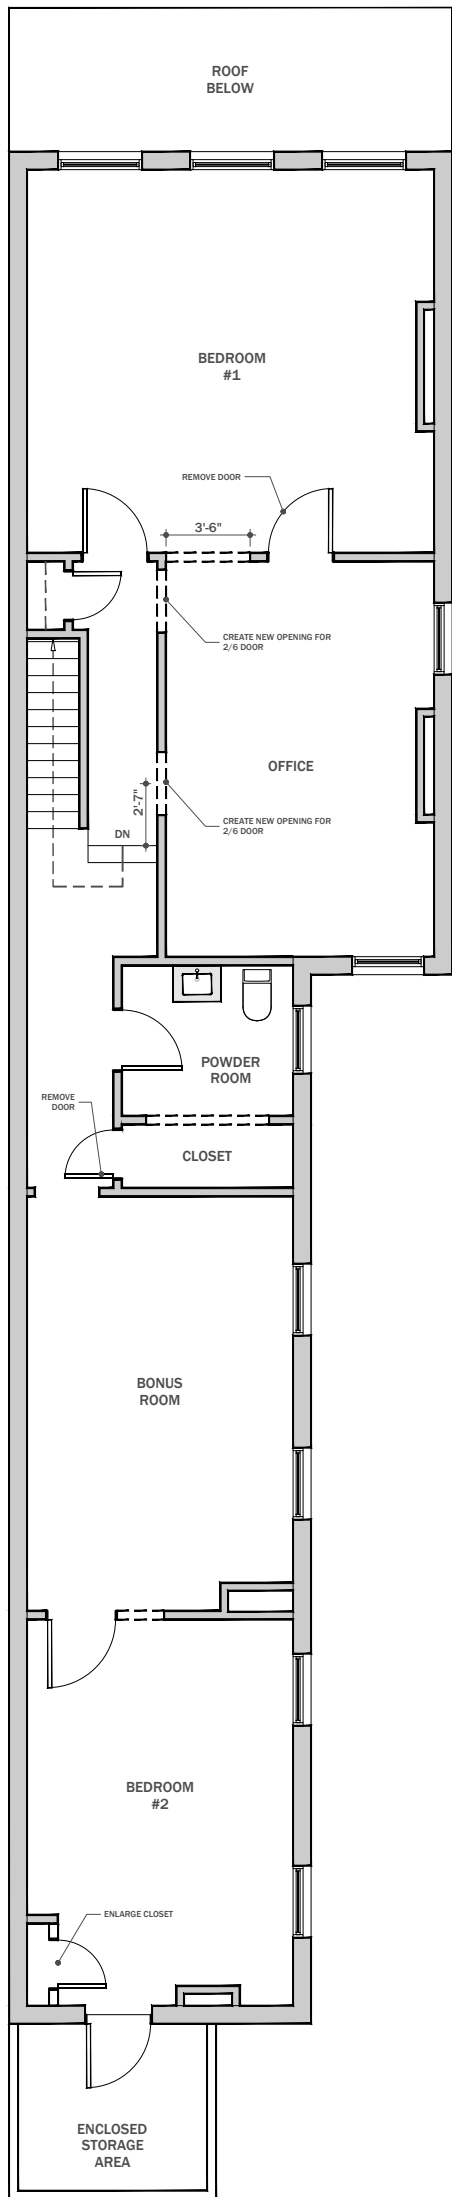 ROOF
BELOW
BEDROOM
#1
REMOVE DOOR
3'-6"
CREATE NEW OPENING FOR
2/6 DOOR
OFFICE
2'-7"
CREATE NEW OPENING FOR
2/6 DOOR
DN
POWDER
ROOM
REMOVE
DOOR
CLOSET
BONUS
ROOM
BEDROOM
#2
ENLARGE CLOSET
ENCLOSED
STORAGE
AREA